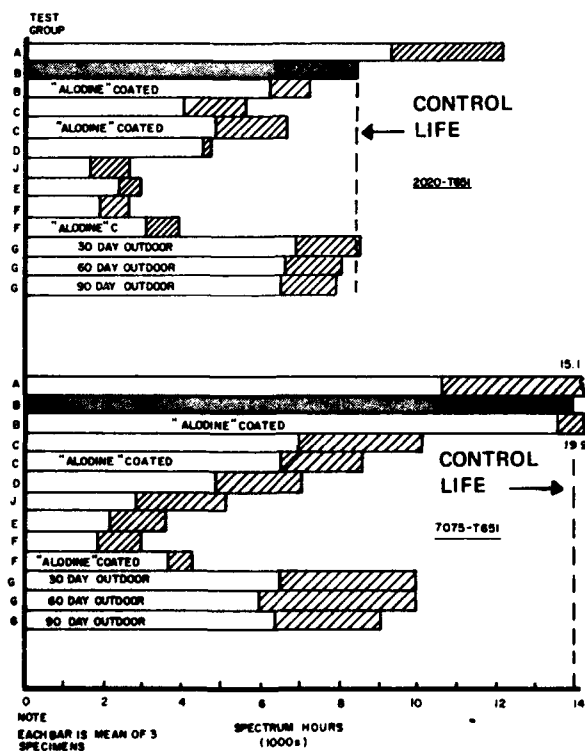 TEST
GROUP
A
B
B "ALODINE" COATED
C
C "ALODINE" COATED
D
J
E
F
F "ALODINE" C
G 30 DAY OUTDOOR
G 60 DAY OUTDOOR
G 90 DAY OUTDOOR
CONTROL
LIFE
2020-T651
15.1
A
B
B "ALODINE" COATED
19.9
C
C "ALODINE" COATED
D
J
E
F
F "ALODINE" COATED
G 30 DAY OUTDOOR
G 60 DAY OUTDOOR
G 90 DAY OUTDOOR
CONTROL
LIFE
7075-T651
0 2 4 6 8 10 12 14
NOTE
EACH BAR IS MEAN OF 3
SPECIMENS
SPECTRUM HOURS
(1000s)